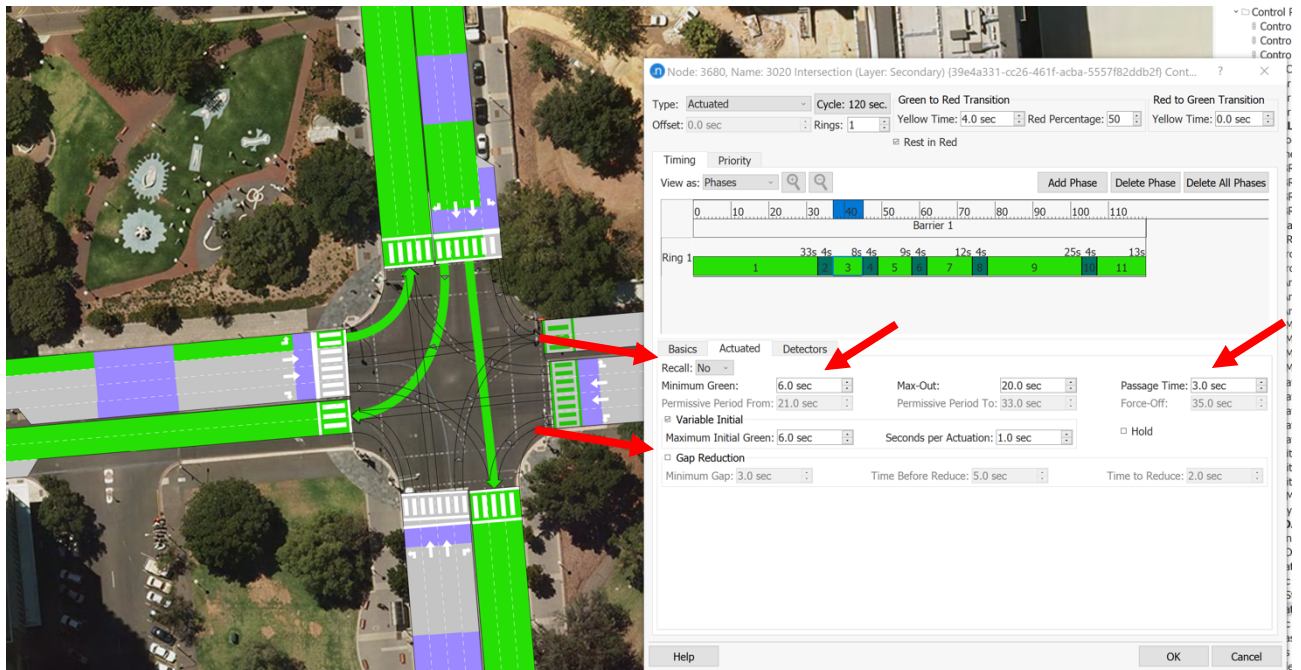 Control P
Contro
Contro
Contro
Node: 3680, Name: 3020 Intersection (Layer: Secondary) (39e4a331-cc26-461f-acba-5557f82ddb2f) Cont... ? ×
Type: Actuated Cycle: 120 sec. Green to Red Transition Red to Green Transition
Offset: 0.0 sec Rings: 1 Yellow Time: 4.0 sec Red Percentage: 50 Yellow Time: 0.0 sec
Rest in Red
Timing Priority
View as: Phases Add Phase Delete Phase Delete All Phases
0 10 20 30 40 50 60 70 80 90 100 110
Barrier 1
33s 4s 8s 4s 9s 4s 12s 4s 25s 4s 13s
Ring 1 1 2 3 4 5 6 7 8 9 10 11
Basics Actuated Detectors
Recall: No
Minimum Green: 6.0 sec Max-Out: 20.0 sec Passage Time: 3.0 sec
Permissive Period From: 21.0 sec Permissive Period To: 33.0 sec Force-Off: 35.0 sec
Variable Initial
Maximum Initial Green: 6.0 sec Seconds per Actuation: 1.0 sec Hold
Gap Reduction
Minimum Gap: 3.0 sec Time Before Reduce: 5.0 sec Time to Reduce: 2.0 sec
Help OK Cancel